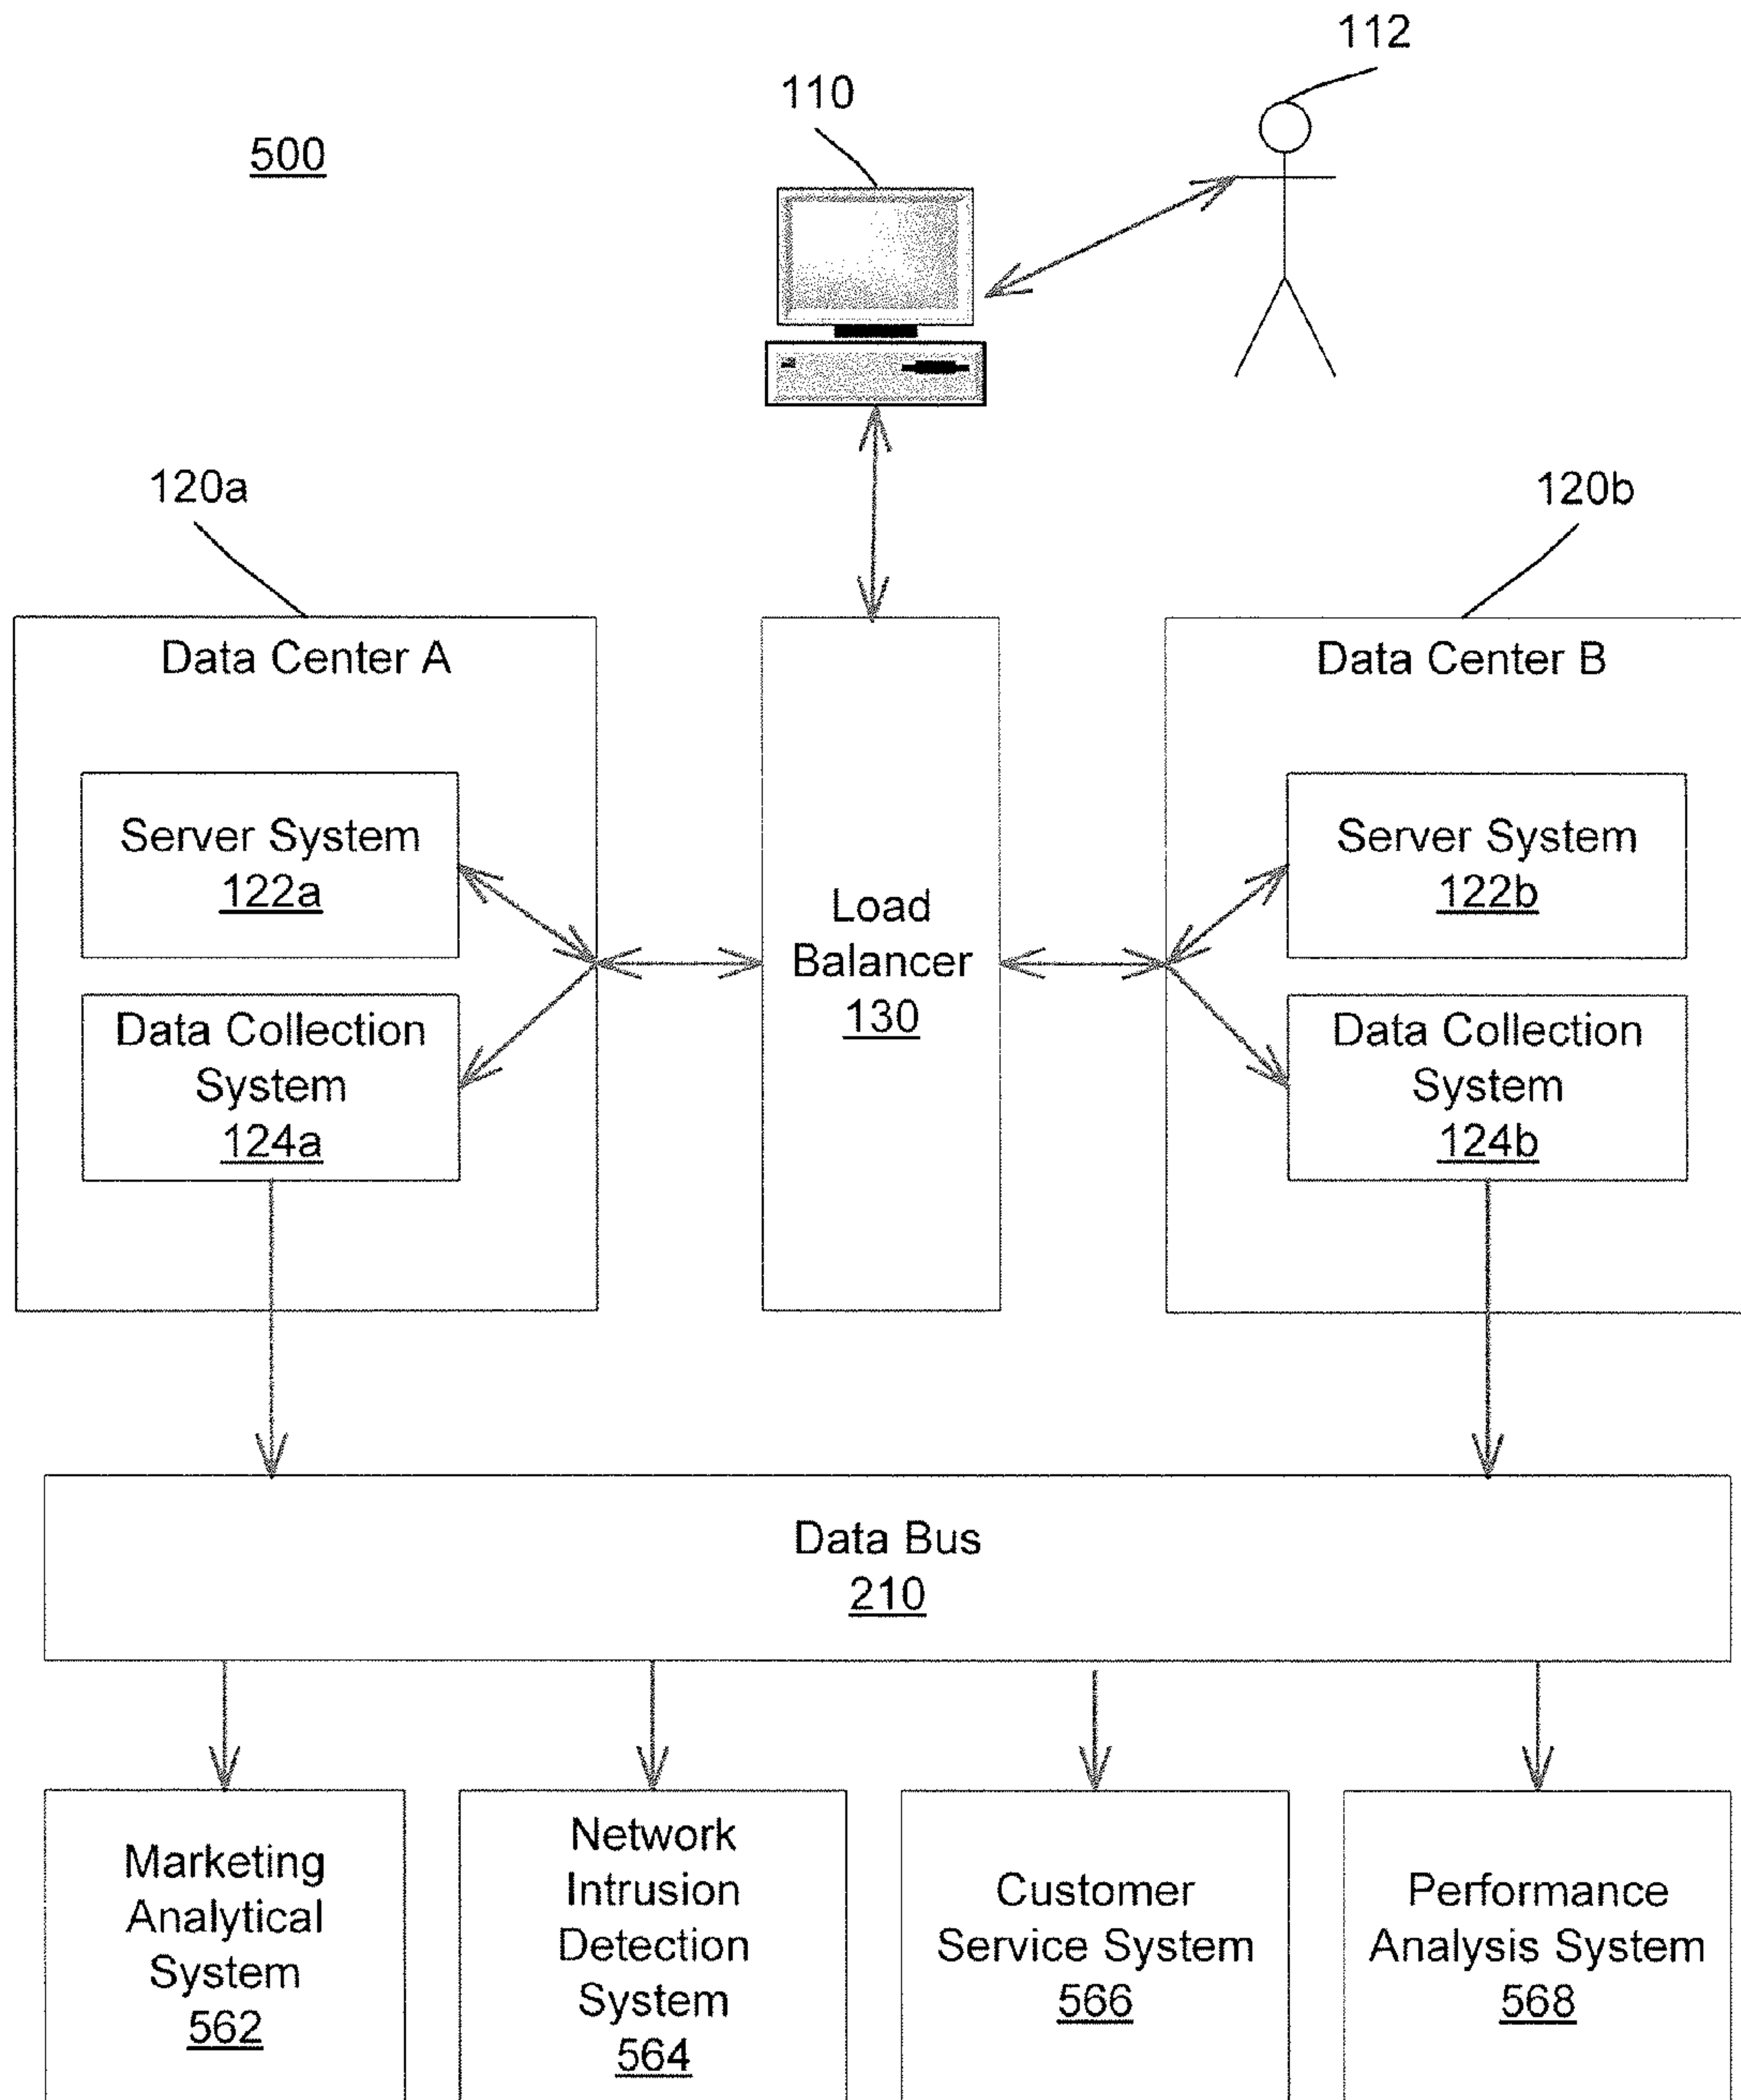 112
110
500
120a
120b
Data Center A
Data Center B
Server System
122a
Data Collection
System
124a
Load
Balancer
130
Server System
122b
Data Collection
System
124b
Data Bus
210
Marketing
Analytical
System
562
Network
Intrusion
Detection
System
564
Customer
Service System
566
Performance
Analysis System
568